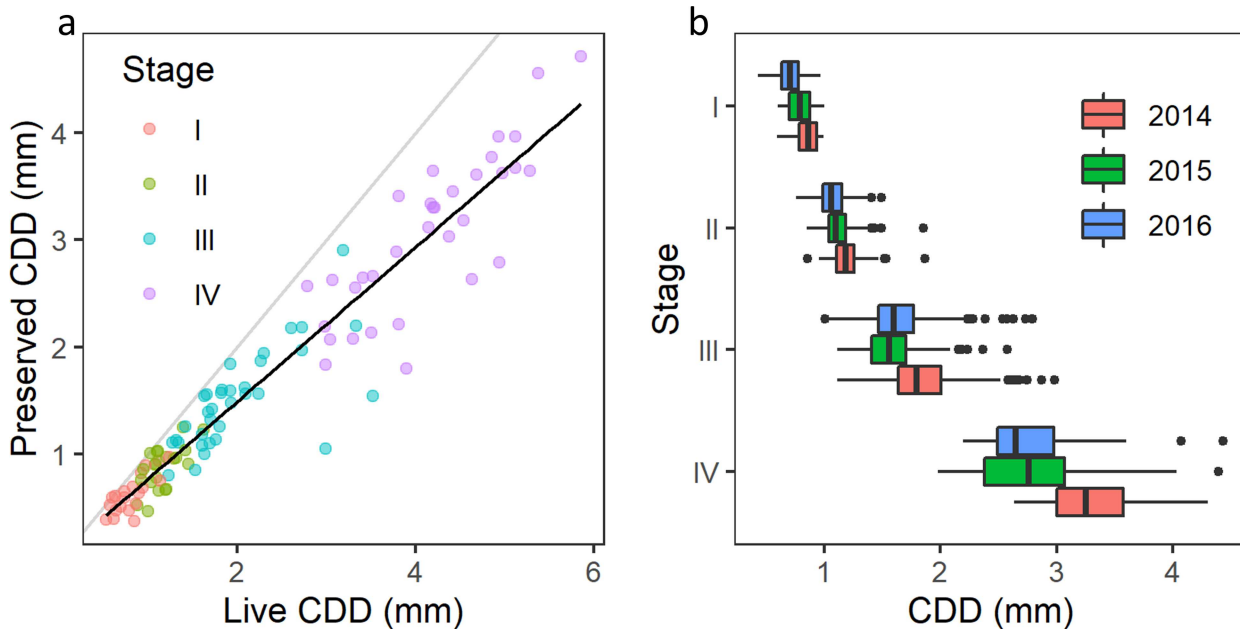 a
Stage
I
II
III
IV
Preserved CDD (mm)
4
3
2
1
2
4
6
Live CDD (mm)
b
2014
2015
2016
Stage
I
II
III
IV
1
2
3
4
CDD (mm)